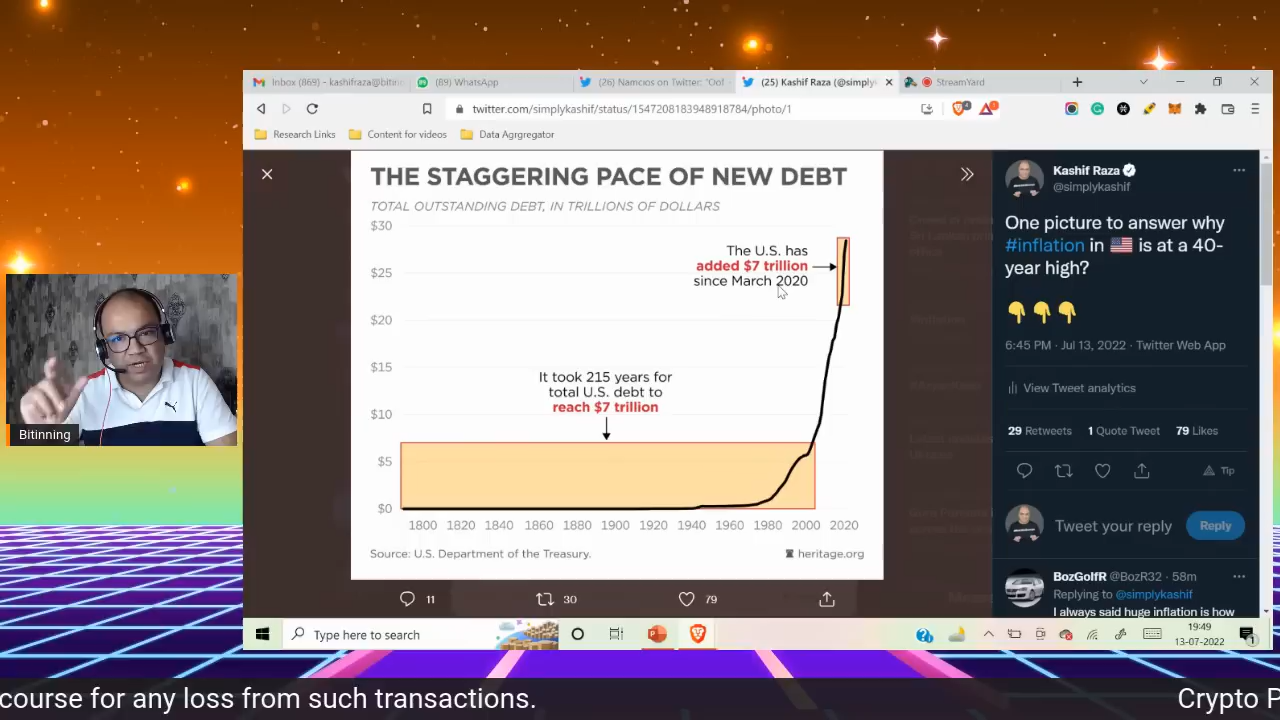 Inbox (869) - kashifraza@bitinn
(89) WhatsApp
(26) Namcios on Twitter: "Oof
(25) Kashif Raza (@simply
StreamYard
twitter.com/simplykashif/status/1547208183948918784/photo/1
Research Links
Content for videos
Data Agrgregator
THE STAGGERING PACE OF NEW DEBT
TOTAL OUTSTANDING DEBT, IN TRILLIONS OF DOLLARS
$30
$25
$20
$15
$10
$5
$0
The U.S. has
added $7 trillion
since March 2020
It took 215 years for
total U.S. debt to
reach $7 trillion
1800 1820 1840 1860 1880 1900 1920 1940 1960 1980 2000 2020
Source: U.S. Department of the Treasury.
heritage.org
11
30
79
Kashif Raza
@simplykashif
One picture to answer why
#inflation in 🇺🇸 is at a 40-
year high?
👇👇👇
6:45 PM · Jul 13, 2022 · Twitter Web App
View Tweet analytics
29 Retweets 1 Quote Tweet 79 Likes
Tip
Tweet your reply
Reply
BozGolfR @BozR32 · 58m
Replying to @simplykashif
I always said huge inflation is how
Type here to search
19:49
13-07-2022
Bitinning
course for any loss from such transactions.
Crypto P